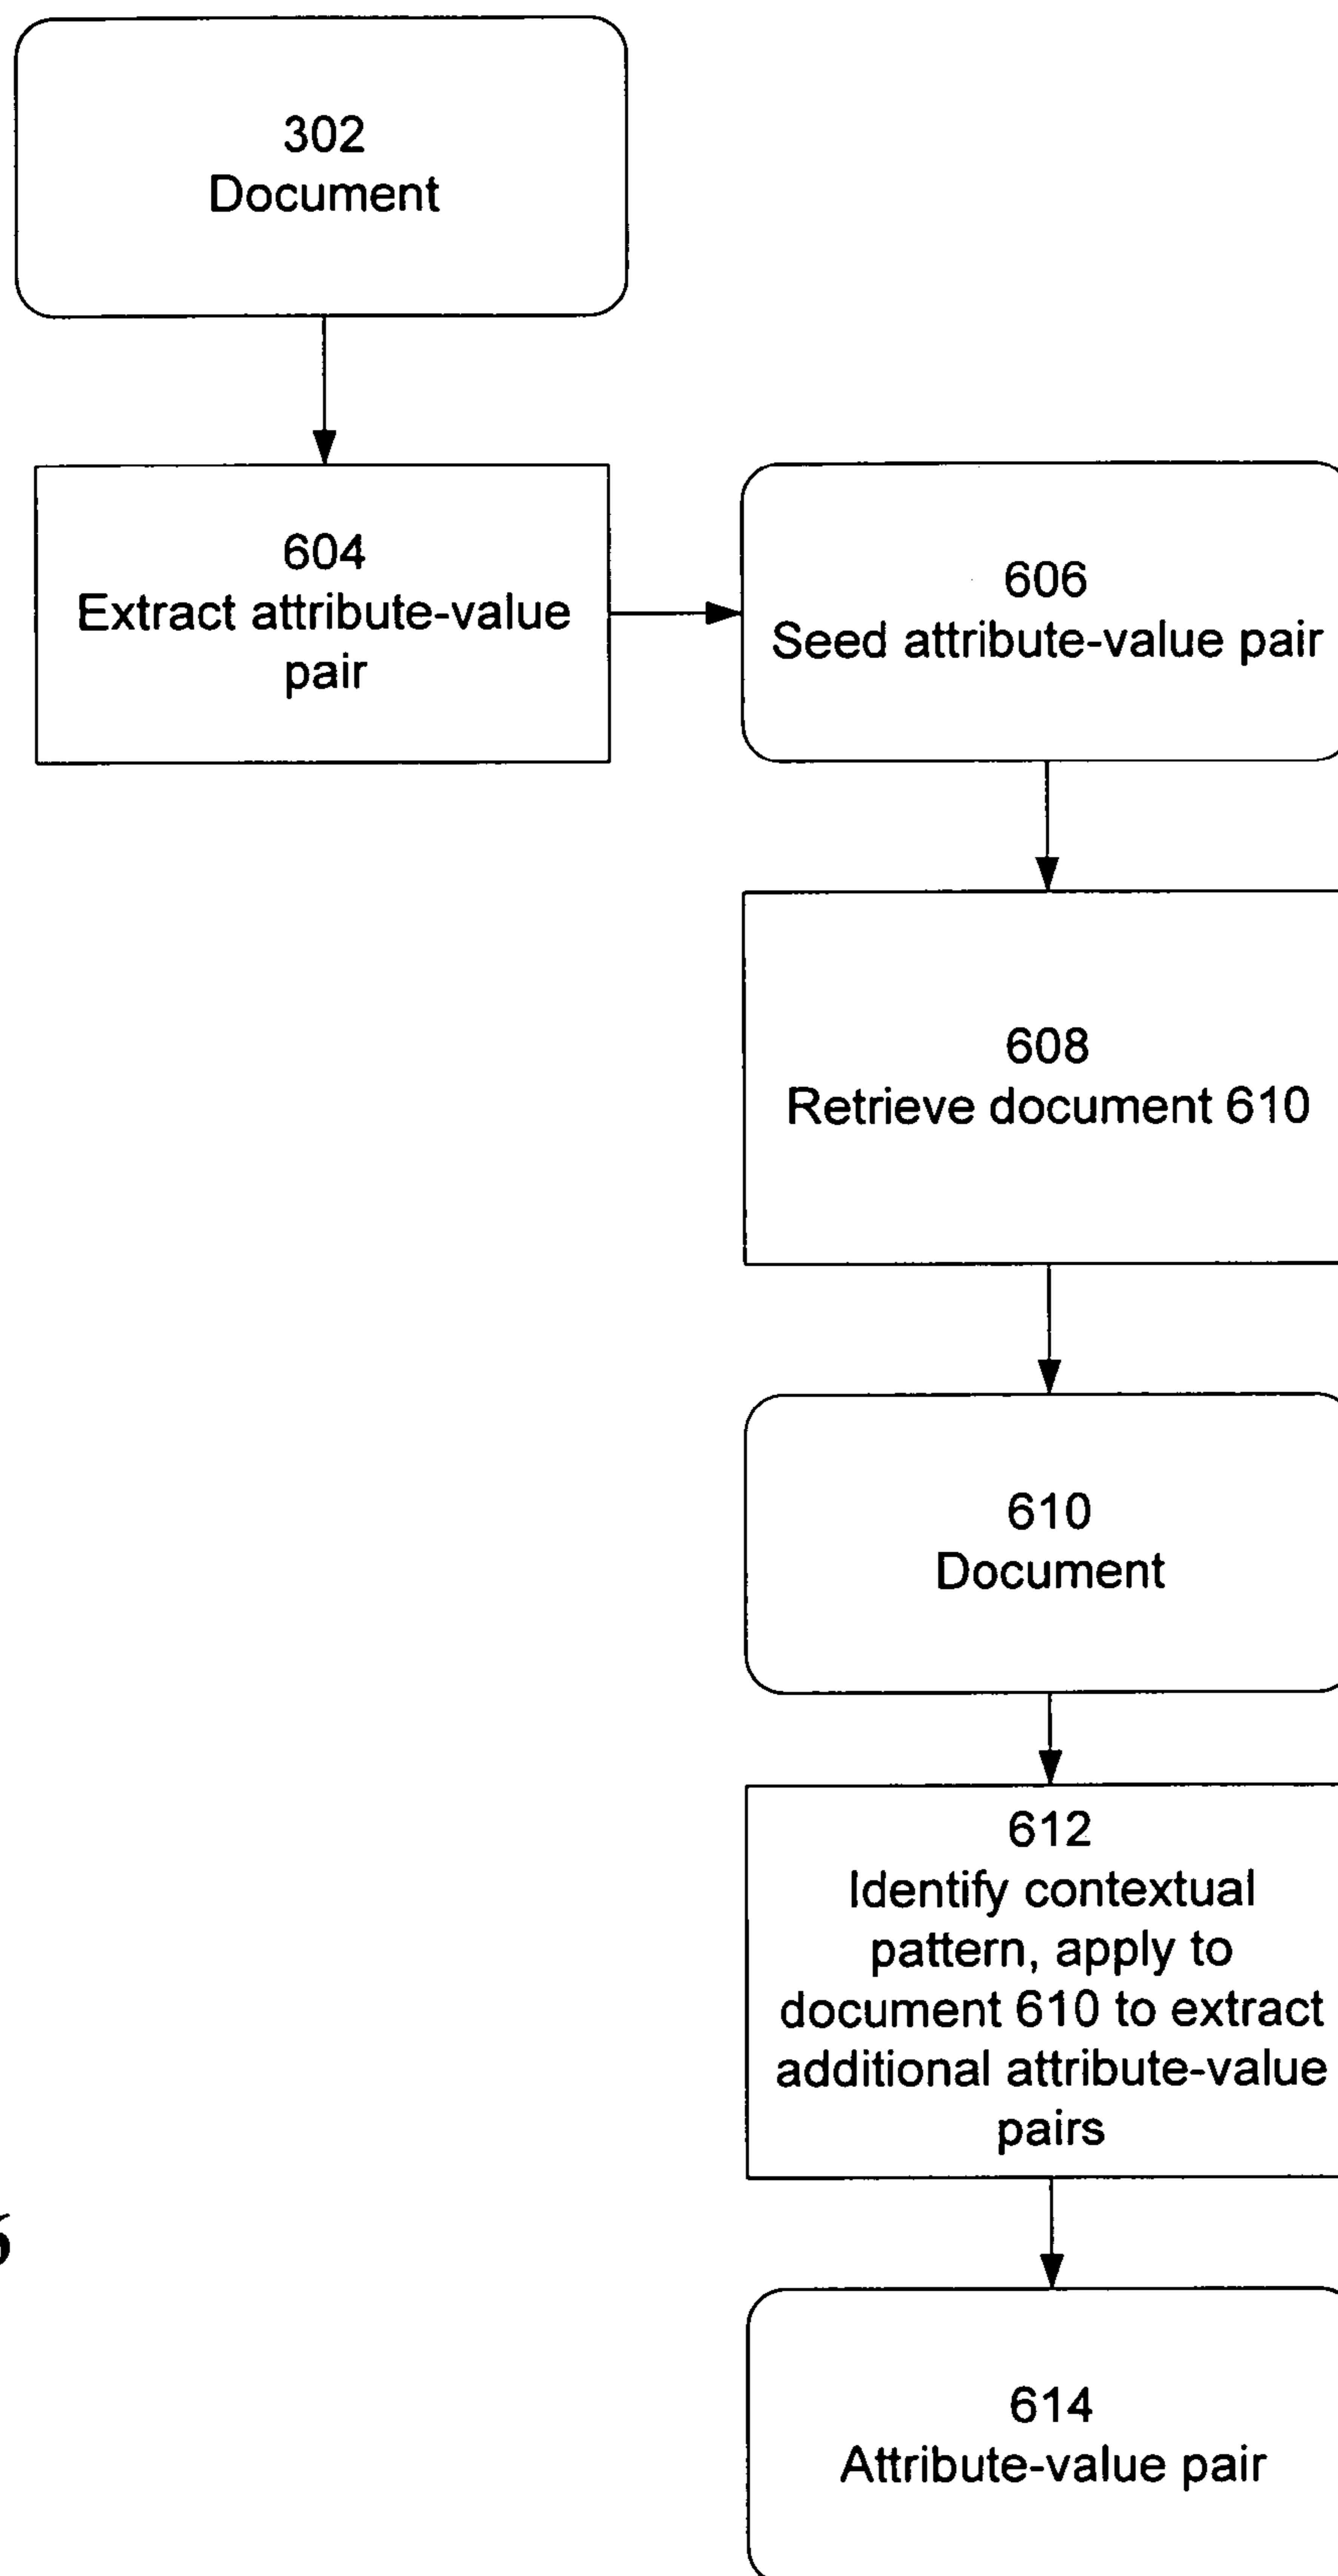 302
Document
604
Extract attribute-value
pair
606
Seed attribute-value pair
608
Retrieve document 610
610
Document
612
Identify contextual
pattern, apply to
document 610 to extract
additional attribute-value
pairs
614
Attribute-value pair